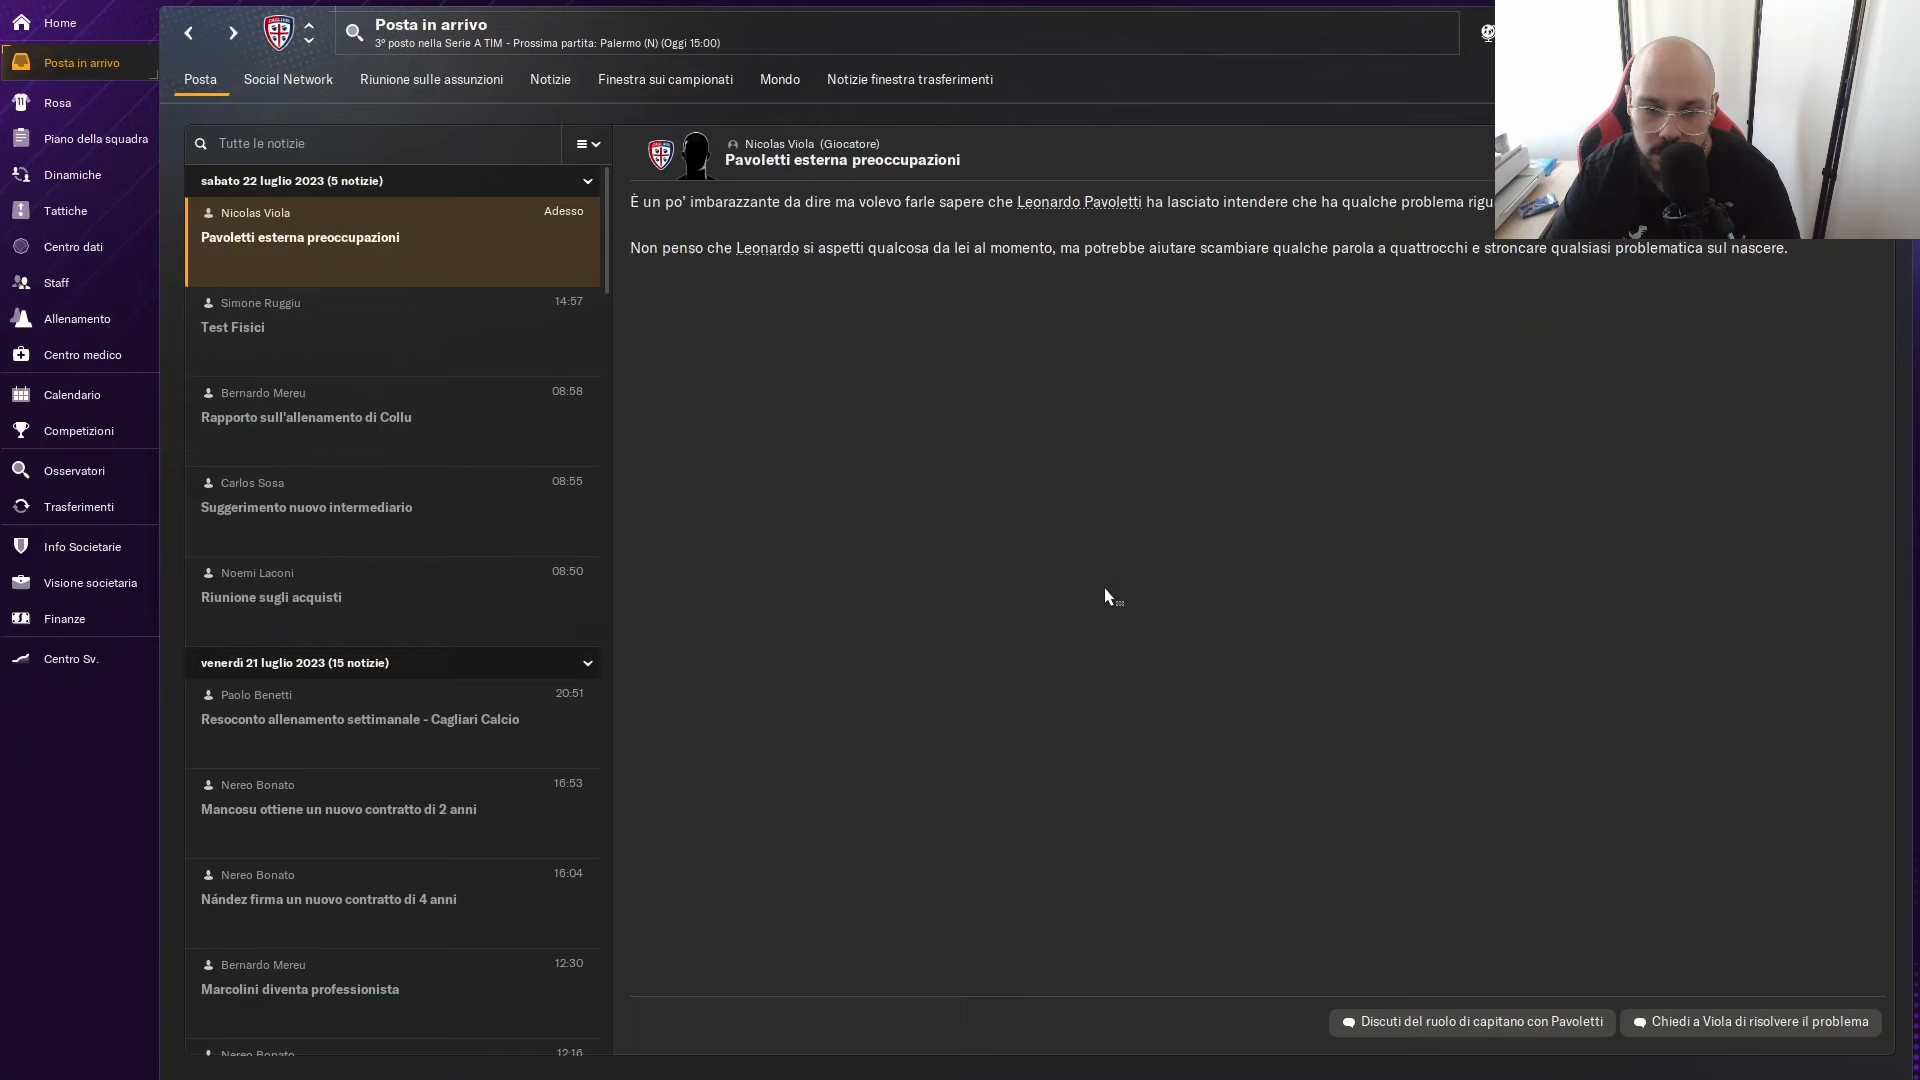 Home
Posta in arrivo
Rosa
Piano della squadra
Dinamiche
Tattiche
Centro dati
Staff
Allenamento
Centro medico
Calendario
Competizioni
Osservatori
Trasferimenti
Info Societarie
Visione societaria
Finanze
Centro Sv.
Posta in arrivo
3° posto nella Serie A TIM - Prossima partita: Palermo (N) (Oggi 15:00)
Posta
Social Network
Riunione sulle assunzioni
Notizie
Finestra sui campionati
Mondo
Notizie finestra trasferimenti
Tutte le notizie
sabato 22 luglio 2023 (5 notizie)
Nicolas Viola
Adesso
Pavoletti esterna preoccupazioni
Simone Ruggiu
14:57
Test Fisici
Bernardo Mereu
08:58
Rapporto sull'allenamento di Collu
Carlos Sosa
08:55
Suggerimento nuovo intermediario
Noemi Laconi
08:50
Riunione sugli acquisti
venerdì 21 luglio 2023 (15 notizie)
Paolo Benetti
20:51
Resoconto allenamento settimanale - Cagliari Calcio
Nereo Bonato
16:53
Mancosu ottiene un nuovo contratto di 2 anni
Nereo Bonato
16:04
Nández firma un nuovo contratto di 4 anni
Bernardo Mereu
12:30
Marcolini diventa professionista
Nereo Bonato
12:16
Nicolas Viola (Giocatore)
Pavoletti esterna preoccupazioni
È un po' imbarazzante da dire ma volevo farle sapere che Leonardo Pavoletti ha lasciato intendere che ha qualche problema
Non penso che Leonardo si aspetti qualcosa da lei al momento, ma potrebbe aiutare scambiare qualche parola a quattrocchi e stroncare qualsiasi problematica sul nascere.
Discuti del ruolo di capitano con Pavoletti
Chiedi a Viola di risolvere il problema